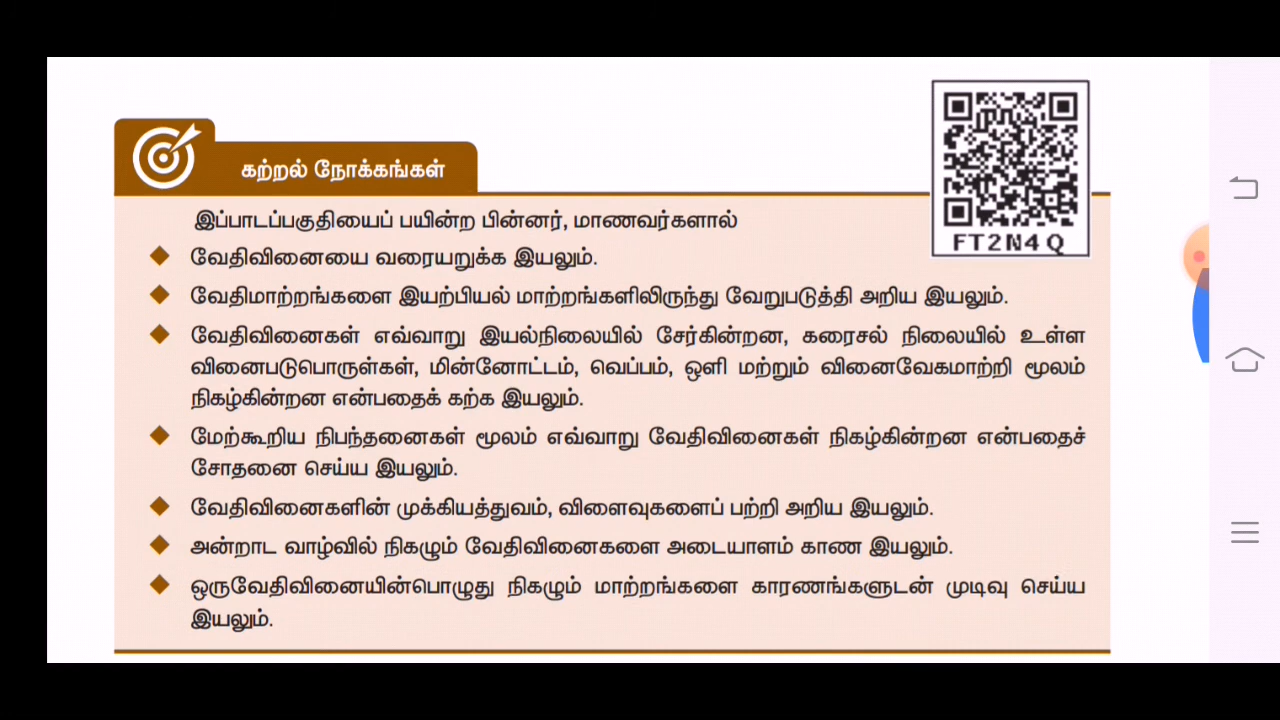 கற்றல் நோக்கங்கள்
FT2N4Q
இப்பாடப்பகுதியைப் பயின்ற பின்னர், மாணவர்களால்
வேதிவினையை வரையறுக்க இயலும்.
வேதிமாற்றங்களை இயற்பியல் மாற்றங்களிலிருந்து வேறுபடுத்தி அறிய இயலும்.
வேதிவினைகள் எவ்வாறு இயல்நிலையில் சேர்கின்றன, கரைசல் நிலையில் உள்ள
வினைபடுபொருள்கள், மின்னோட்டம், வெப்பம், ஒளி மற்றும் வினைவேகமாற்றி மூலம்
நிகழ்கின்றன என்பதைக் கற்க இயலும்.
மேற்கூறிய நிபந்தனைகள் மூலம் எவ்வாறு வேதிவினைகள் நிகழ்கின்றன என்பதைச்
சோதனை செய்ய இயலும்.
வேதிவினைகளின் முக்கியத்துவம், விளைவுகளைப் பற்றி அறிய இயலும்.
அன்றாட வாழ்வில் நிகழும் வேதிவினைகளை அடையாளம் காண இயலும்.
ஒருவேதிவினையின்பொழுது நிகழும் மாற்றங்களை காரணங்களுடன் முடிவு செய்ய
இயலும்.